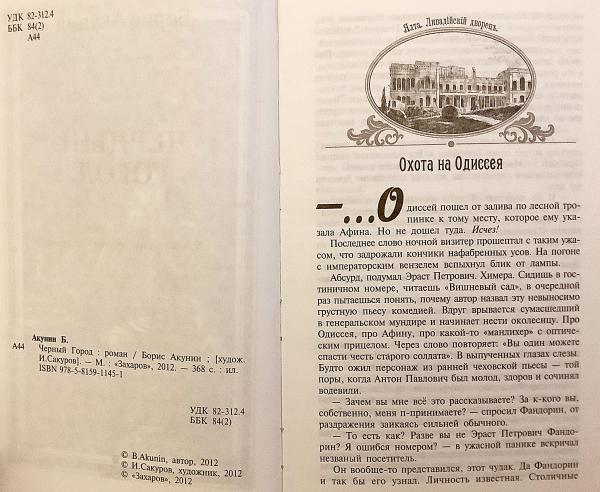 УДК 82-312.4
ББК 84(2)
А44
Акунин Б.
А44 Черный Город : роман / Борис Акунин ; [худож.
И.Сакуров]. — М. : «Захаров», 2012. — 368 с. : ил.
ISBN 978-5-8159-1145-1
УДК 82-312.4
ББК 84(2)
© B.Akunin, автор, 2012
© И.Сакуров, художник, 2012
© «Захаров», 2012
Ялта. Ливадійскій дворецъ.
Охота на Одиссея
—…Одиссей пошел от залива по лесной тро-
пинке к тому месту, которое ему ука-
зала Афина. Но не дошел туда. Исчез!
Последнее слово ночной визитер прошептал с таким ужа-
сом, что задрожали кончики нафабренных усов. На погоне
с императорским вензелем вспыхнул блик от лампы.
Абсурд, подумал Эраст Петрович. Химера. Сидишь в гос-
тиничном номере, читаешь «Вишневый сад», в очередной
раз пытаешься понять, почему автор назвал эту невыносимо
грустную пьесу комедией. Вдруг врывается сумасшедший
в генеральском мундире и начинает нести околесицу. Про
Одиссея, про Афину, про какой-то «манлихер» с оптичес-
ким прицелом. Через слово повторяет: «Вы один можете
спасти честь старого солдата». В выпученных глазах слезы.
Будто ожил персонаж из ранней чеховской пьесы — той
поры, когда Антон Павлович был молод, здоров и сочинял
водевили.
— Зачем вы мне всё это рассказываете? За к-кого вы,
собственно, меня п-принимаете? — спросил Фандорин, от
раздражения заикаясь сильней обычного.
— То есть как? Разве вы не Эраст Петрович Фандо-
рин? Я ошибся номером? — в ужасной панике вскричал
незваный посетитель.
Он вообще-то представился, этот чудак. Да Фандорин
и так бы его узнал. Личность известная. Столичные